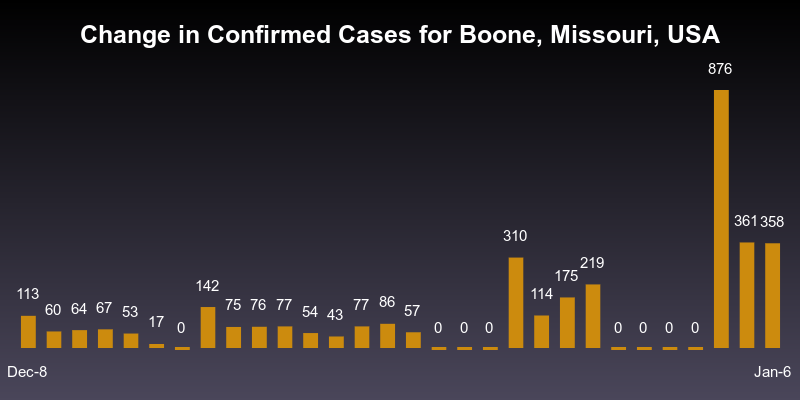 Change in Confirmed Cases for Boone, Missouri, USA
113 60 64 67 53 17 0 142 75 76 77 54 43 77 86 57 0 0 0 310 114 175 219 0 0 0 0 876 361 358
Dec-8 Jan-6